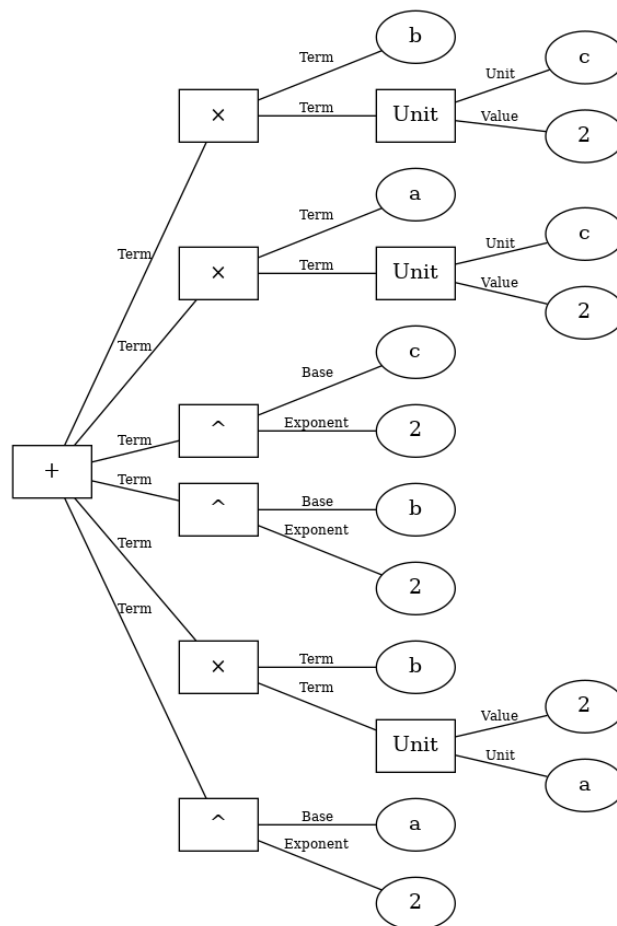 b
Term
c
Unit
×
Term
Unit
Value
2
Term
a
Term
c
Unit
×
Term
Unit
Value
2
Term
c
Base
Term
^
Exponent
2
+
Term
^
Base
b
Exponent
Term
2
Term
×
Term
b
Term
2
Value
Unit
Unit
a
^
Base
a
Exponent
2